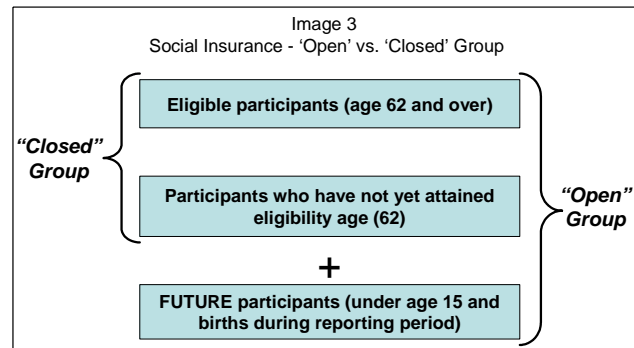 Image 3
Social Insurance - ‘Open’ vs. ‘Closed’ Group
Eligible participants (age 62 and over)
“Closed”
Group
Participants who have not yet attained
eligibility age (62)
“Open”
Group
+
FUTURE participants (under age 15 and
births during reporting period)